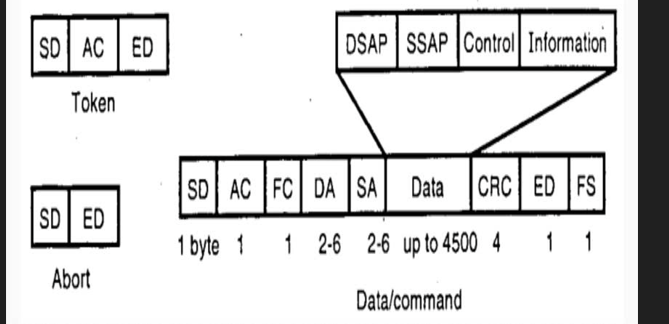 DSAP SSAP Control Information
SD AC ED
Token
SD AC FC DA SA Data CRC ED FS
SD ED
1 byte 1 1 2-6 2-6 up to 4500 4 1 1
Abort
Data/command